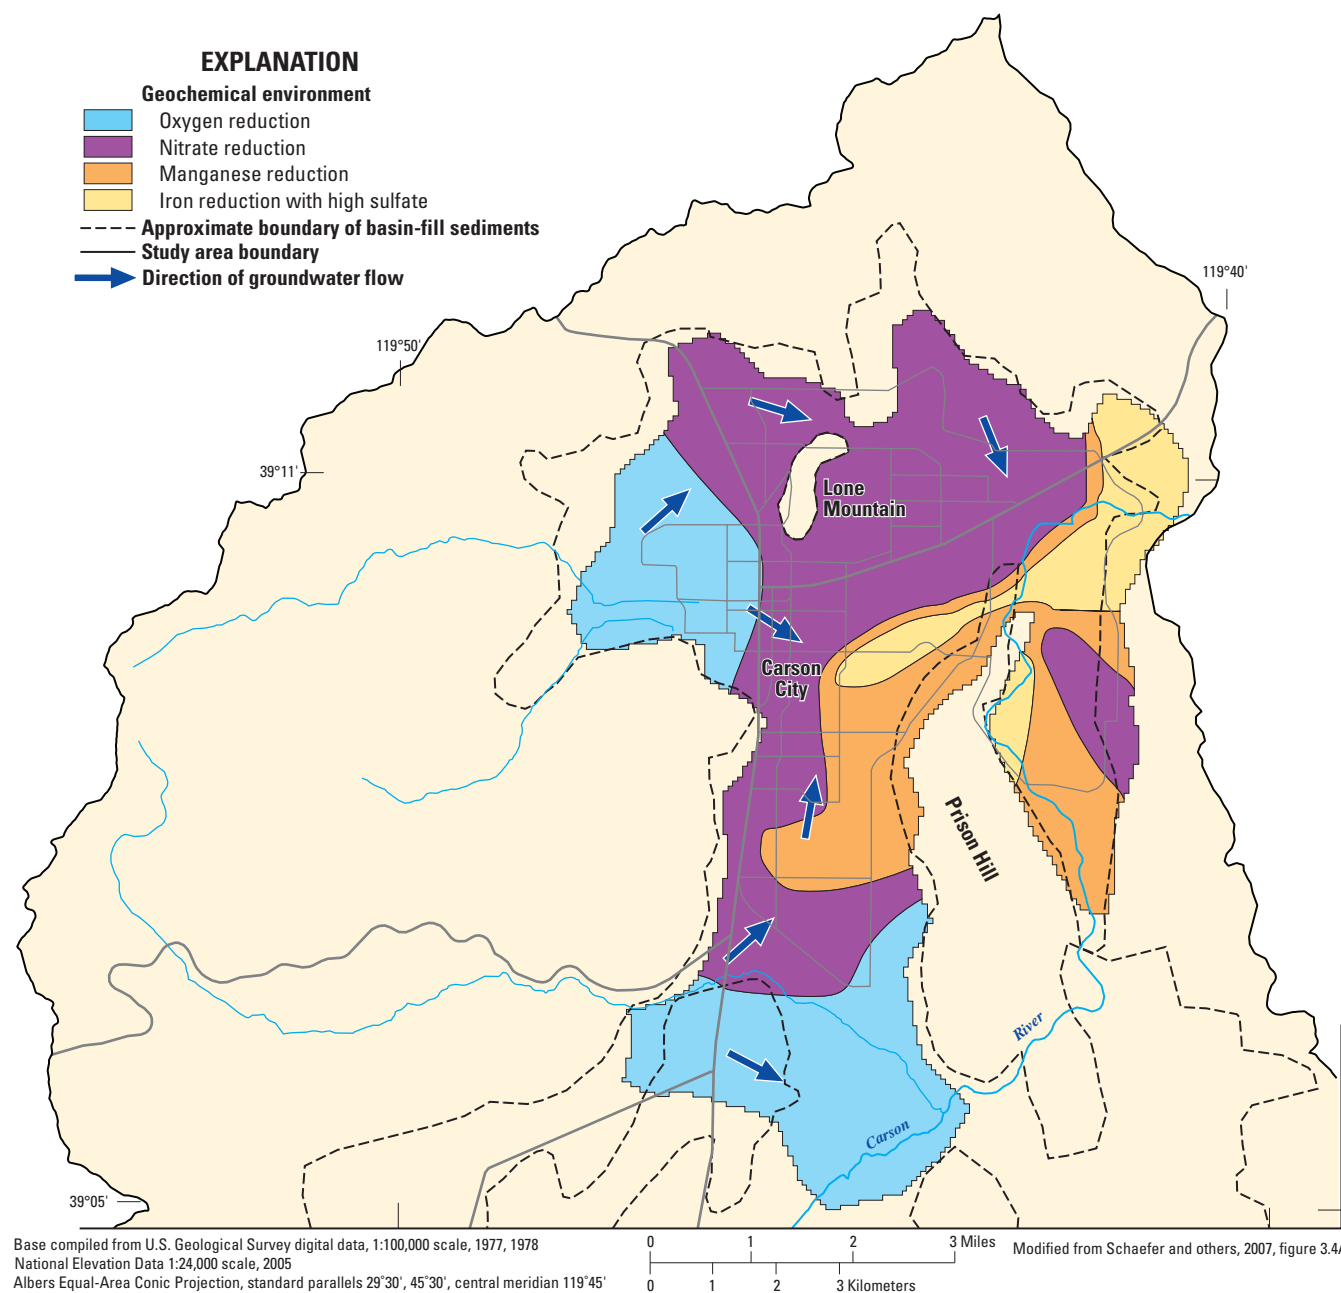 EXPLANATION
Geochemical environment
Oxygen reduction
Nitrate reduction
Manganese reduction
Iron reduction with high sulfate
Approximate boundary of basin-fill sediments
Study area boundary
Direction of groundwater flow
119°40'
119°50'
39°11'
Lone
Mountain
Carson
City
Prison Hill
River
Carson
39°05'
0 1 2 3 Miles
0 1 2 3 Kilometers
Base compiled from U.S. Geological Survey digital data, 1:100,000 scale, 1977, 1978
National Elevation Data 1:24,000 scale, 2005
Albers Equal-Area Conic Projection, standard parallels 29°30', 45°30', central meridian 119°45'
Modified from Schaefer and others, 2007, figure 3.4